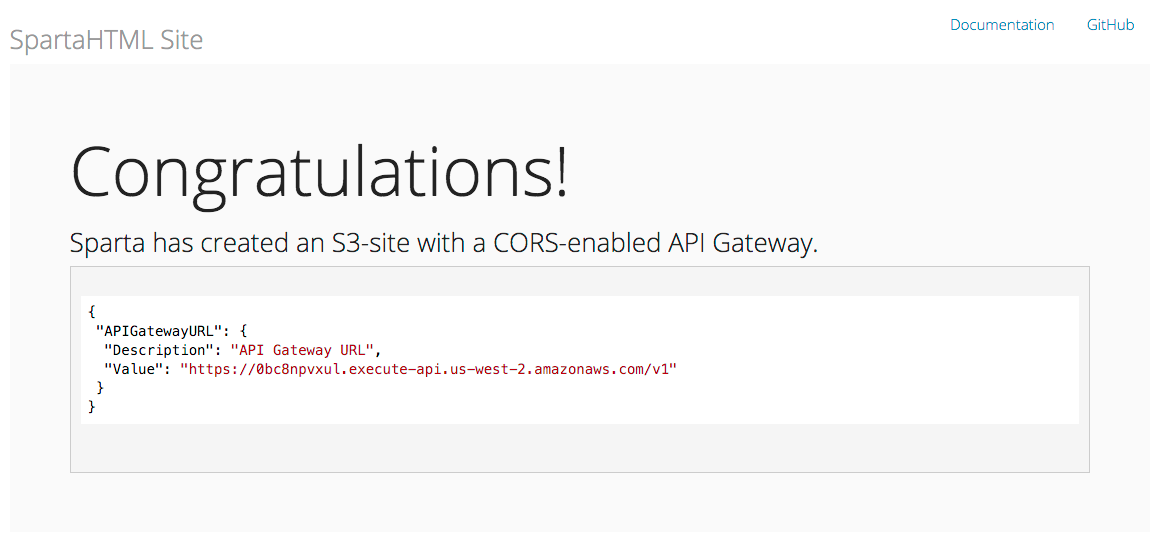 SpartaHTML Site
Documentation
GitHub
Congratulations!
Sparta has created an S3-site with a CORS-enabled API Gateway.
{
"APIGatewayURL": {
"Description": "API Gateway URL",
"Value": "https://0bc8npvxul.execute-api.us-west-2.amazonaws.com/v1"
}
}